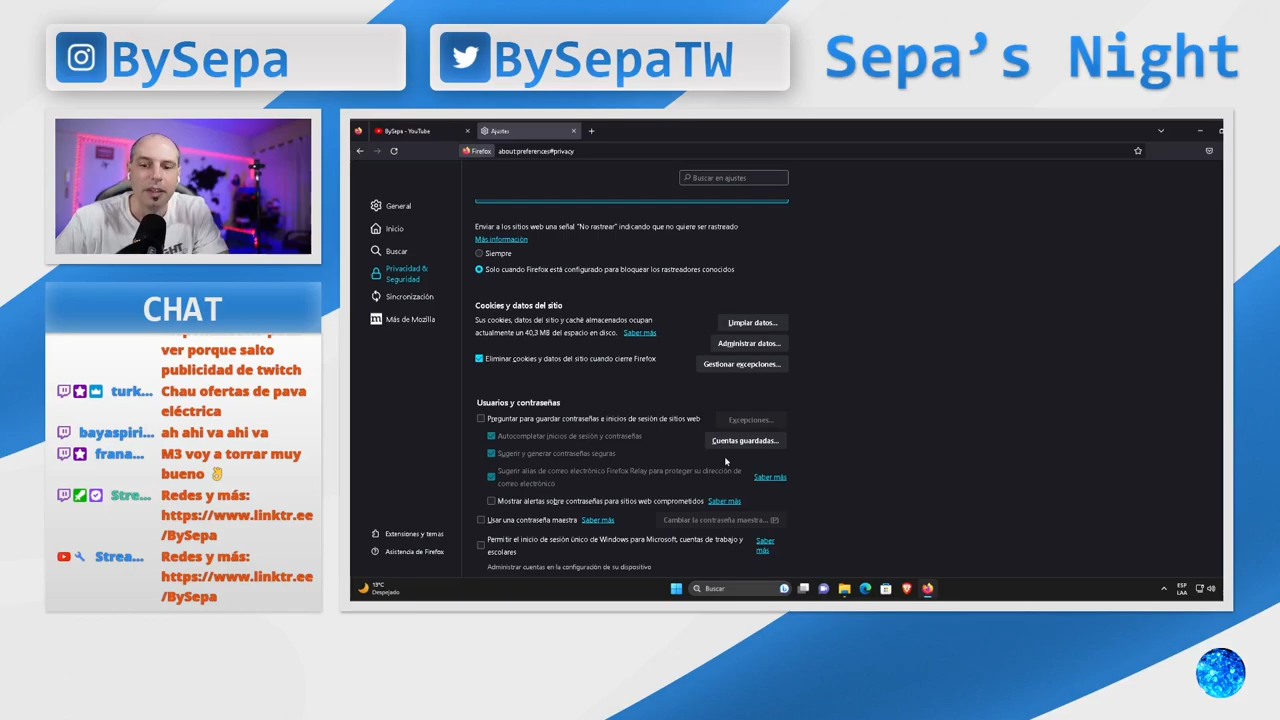 BySepa
BySepaTW
Sepa's Night
BySepa - YouTube
Ajustes
Firefox
about:preferences#privacy
Buscar en ajustes
General
Inicio
Buscar
Privacidad &
Seguridad
Sincronización
Más de Mozilla
Extensiones y temas
Asistencia de Firefox
Enviar a los sitios web una señal "No rastrear" indicando que no quiere ser rastreado
Más información
Siempre
Solo cuando Firefox está configurado para bloquear los rastreadores conocidos
Cookies y datos del sitio
Sus cookies, datos del sitio y caché almacenados ocupan
actualmente un 40,3 MB del espacio en disco. Saber más
Limpiar datos...
Administrar datos...
Eliminar cookies y datos del sitio cuando cierre Firefox
Gestionar excepciones...
Usuarios y contraseñas
Preguntar para guardar contraseñas e inicios de sesión de sitios web
Excepciones...
Autocompletar inicios de sesión y contraseñas
Cuentas guardadas...
Sugerir y generar contraseñas seguras
Sugerir alias de correo electrónico Firefox Relay para proteger su dirección de
correo electrónico
Saber más
Mostrar alertas sobre contraseñas para sitios web comprometidos Saber más
Usar una contraseña maestra Saber más
Cambiar la contraseña maestra... (P)
Permitir el inicio de sesión único de Windows para Microsoft, cuentas de trabajo y
escolares
Saber
más
Administrar cuentas en la configuración de su dispositivo
13°C
Despejado
Buscar
ESP
LAA
CHAT
ver porque salto
publicidad de twitch
turk... Chau ofertas de pava
eléctrica
bayaspiri... ah ahi va ahi va
frana... M3 voy a torrar muy
bueno
Stre... Redes y más:
https://www.linktr.ee
/BySepa
Strea... Redes y más:
https://www.linktr.ee
/BySepa